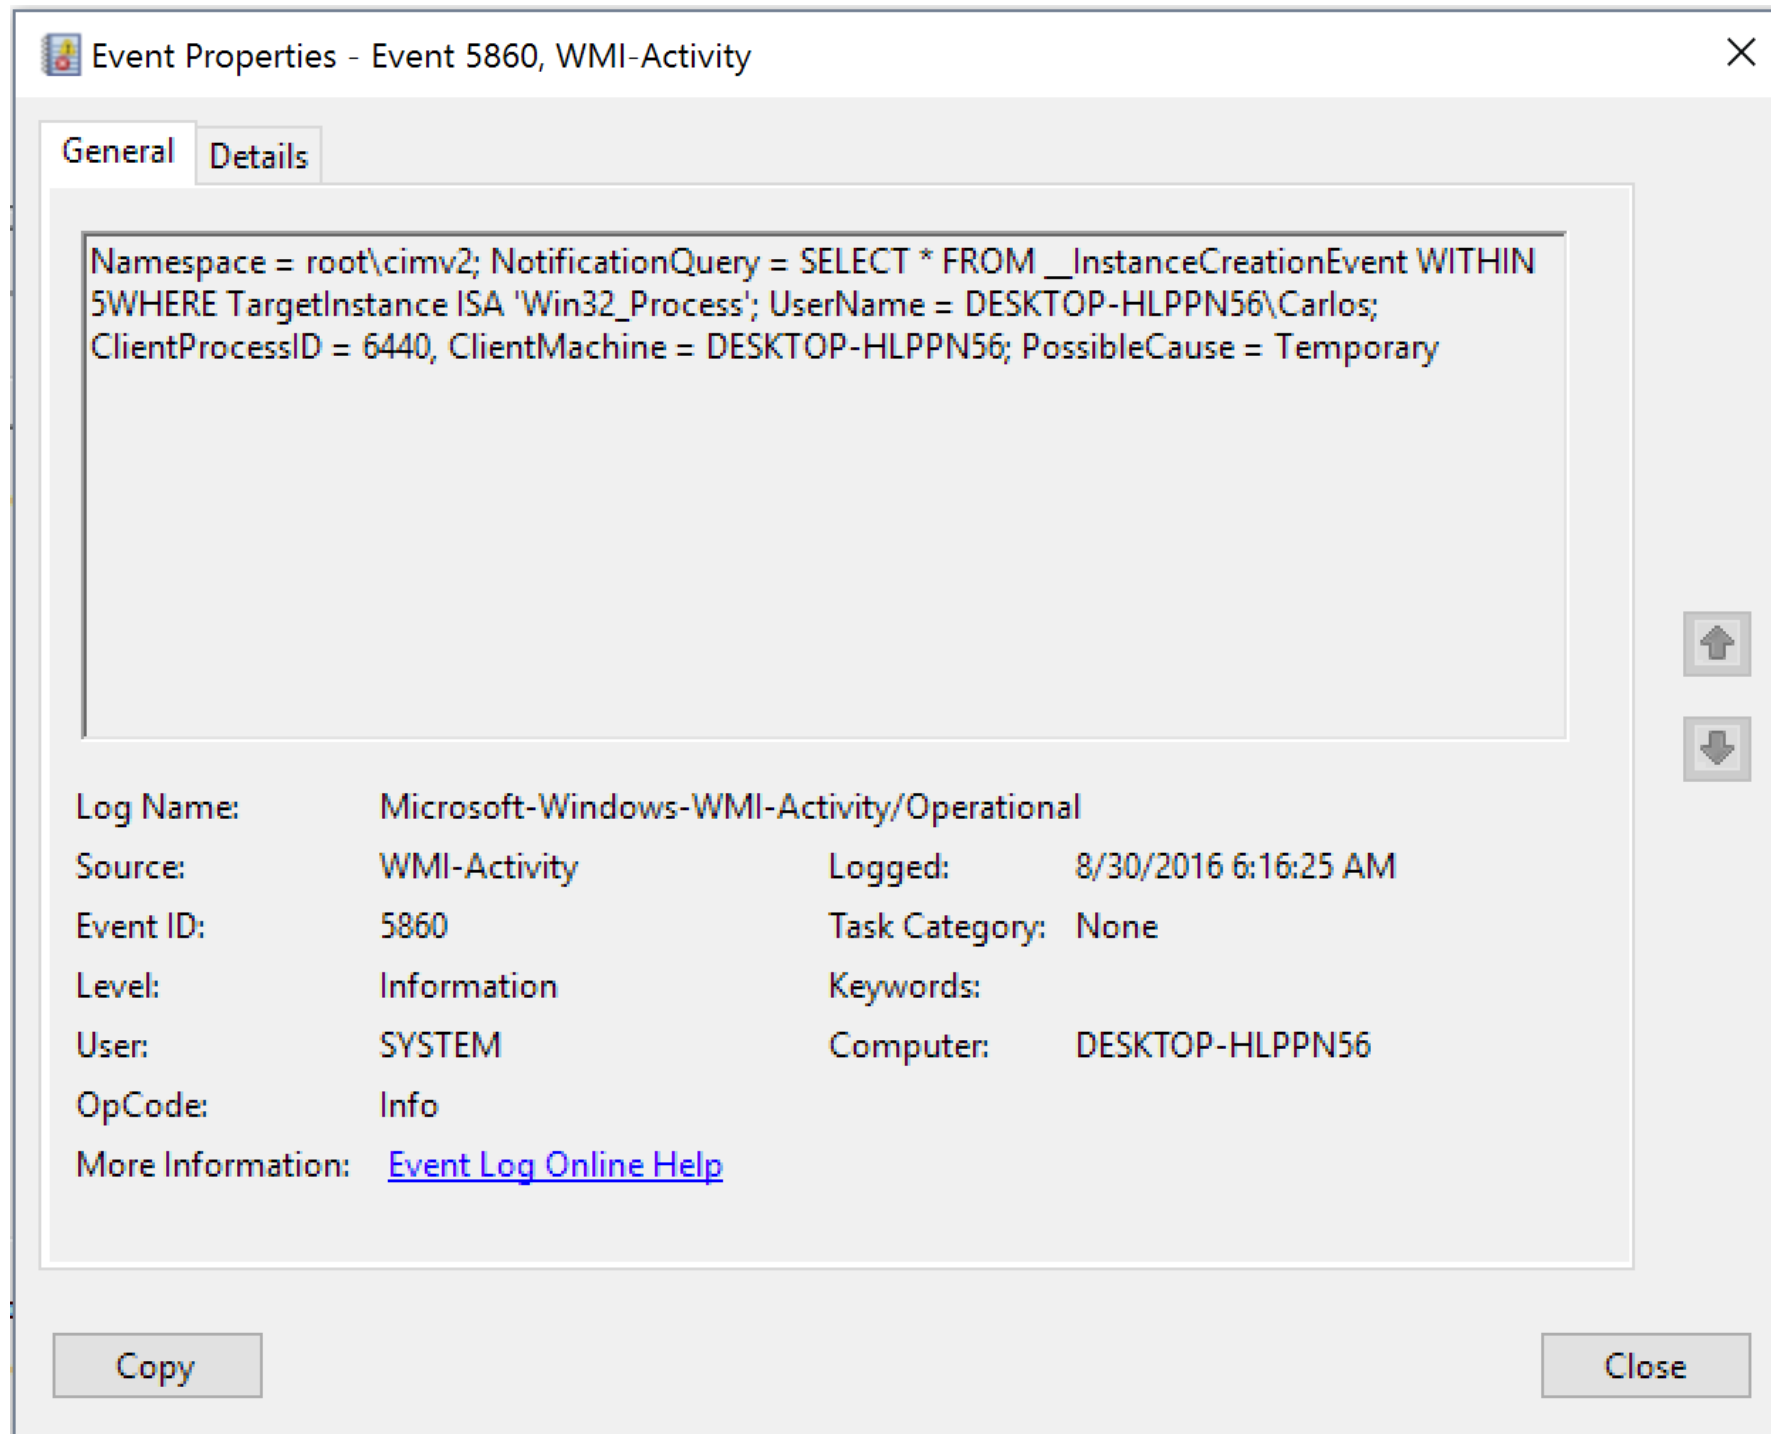 Event Properties - Event 5860, WMI-Activity
General
Details
Namespace = root\cimv2; NotificationQuery = SELECT * FROM __InstanceCreationEvent WITHIN
5WHERE TargetInstance ISA 'Win32_Process'; UserName = DESKTOP-HLPPN56\Carlos;
ClientProcessID = 6440, ClientMachine = DESKTOP-HLPPN56; PossibleCause = Temporary
Log Name: Microsoft-Windows-WMI-Activity/Operational
Source: WMI-Activity Logged: 8/30/2016 6:16:25 AM
Event ID: 5860 Task Category: None
Level: Information Keywords:
User: SYSTEM Computer: DESKTOP-HLPPN56
OpCode: Info
More Information: Event Log Online Help
Copy
Close